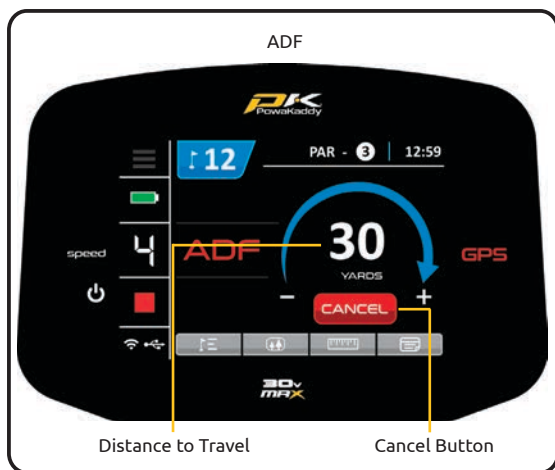 ADF
PK
PowaKaddy
12
PAR - 3 | 12:59
speed
4
ADF
30
YARDS
GPS
- +
CANCEL
30v
MAX
Distance to Travel
Cancel Button